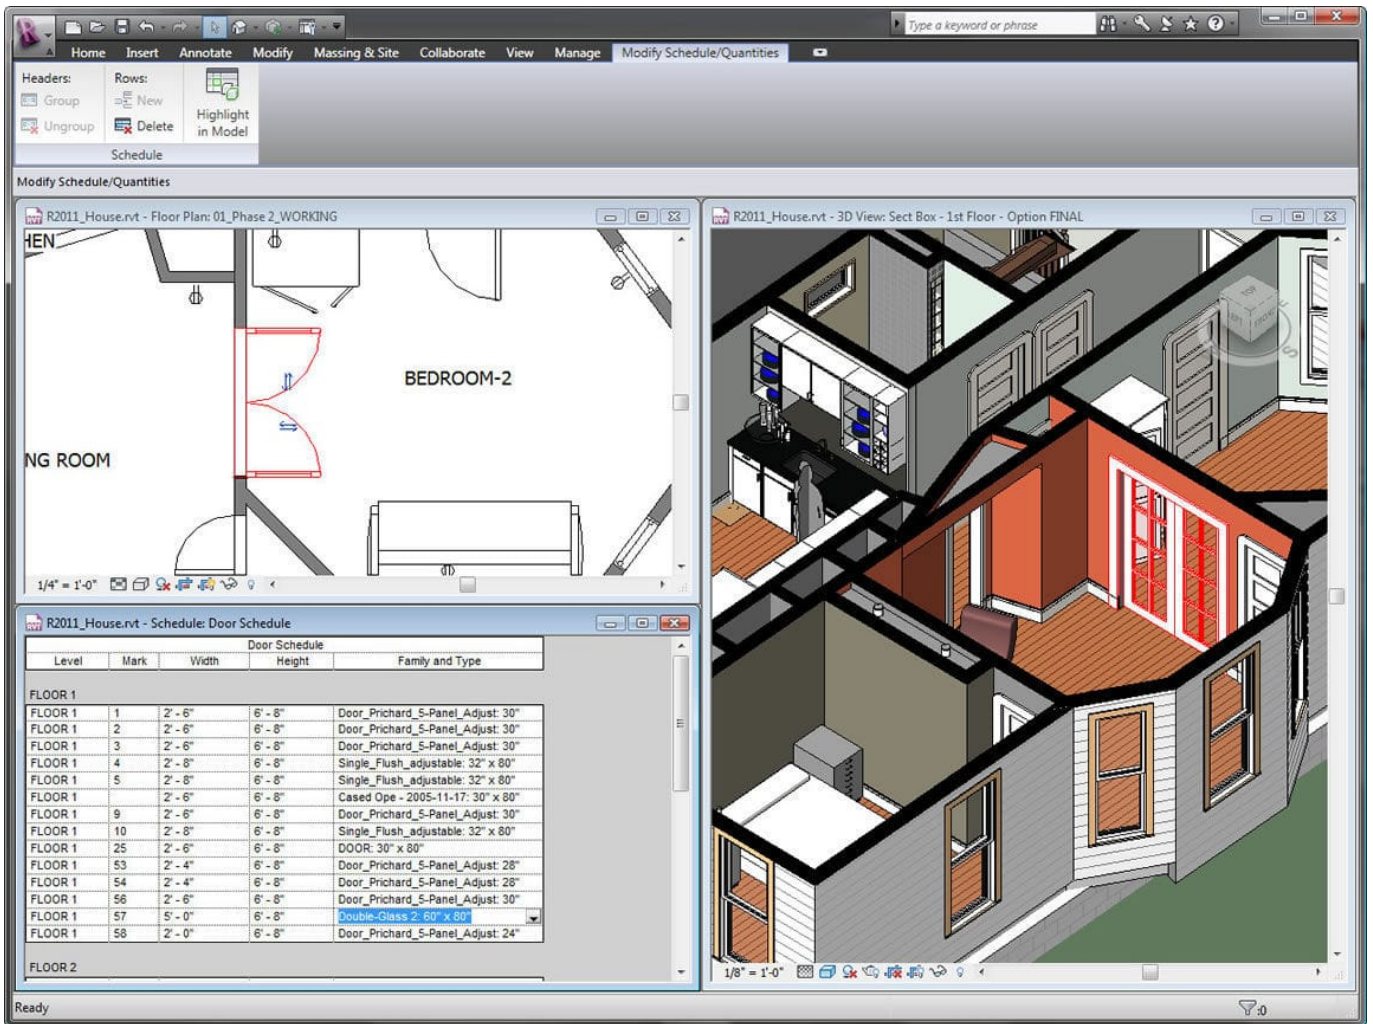 Type a keyword or phrase
Home Insert Annotate Modify Massing & Site Collaborate View Manage Modify Schedule/Quantities
Headers: Rows:
Group New
Highlight
in Model
Ungroup Delete
Schedule
Modify Schedule/Quantities
R2011_House.rvt - Floor Plan: 01_Phase 2_WORKING
HEN
BEDROOM-2
NG ROOM
1/4" = 1'-0"
R2011_House.rvt - 3D View: Sect Box - 1st Floor - Option FINAL
TOP
FRONT
S
1/8" = 1'-0"
R2011_House.rvt - Schedule: Door Schedule
Door Schedule
Level Mark Width Height Family and Type
FLOOR 1
FLOOR 1 1 2' - 6" 6' - 8" Door_Prichard_5-Panel_Adjust: 30"
FLOOR 1 2 2' - 6" 6' - 8" Door_Prichard_5-Panel_Adjust: 30"
FLOOR 1 3 2' - 6" 6' - 8" Door_Prichard_5-Panel_Adjust: 30"
FLOOR 1 4 2' - 8" 6' - 8" Single_Flush_adjustable: 32" x 80"
FLOOR 1 5 2' - 8" 6' - 8" Single_Flush_adjustable: 32" x 80"
FLOOR 1 2' - 6" 6' - 8" Cased Ope - 2005-11-17: 30" x 80"
FLOOR 1 9 2' - 6" 6' - 8" Door_Prichard_5-Panel_Adjust: 30"
FLOOR 1 10 2' - 8" 6' - 8" Single_Flush_adjustable: 32" x 80"
FLOOR 1 25 2' - 6" 6' - 8" DOOR: 30" x 80"
FLOOR 1 53 2' - 4" 6' - 8" Door_Prichard_5-Panel_Adjust: 28"
FLOOR 1 54 2' - 4" 6' - 8" Door_Prichard_5-Panel_Adjust: 28"
FLOOR 1 56 2' - 6" 6' - 8" Door_Prichard_5-Panel_Adjust: 30"
FLOOR 1 57 5' - 0" 6' - 8" Double-Glass 2: 60" x 80"
FLOOR 1 58 2' - 0" 6' - 8" Door_Prichard_5-Panel_Adjust: 24"
FLOOR 2
Ready
:0